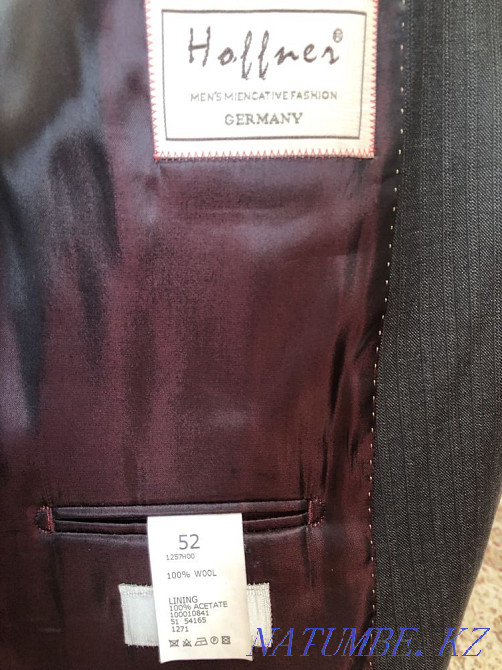 Hoffner®
MEN'S MIENCATIVE FASHION
GERMANY
52
1257H00
100% WOOL
LINING
100% ACETATE
100010841
51 54165
1271
NATUMBE.KZ